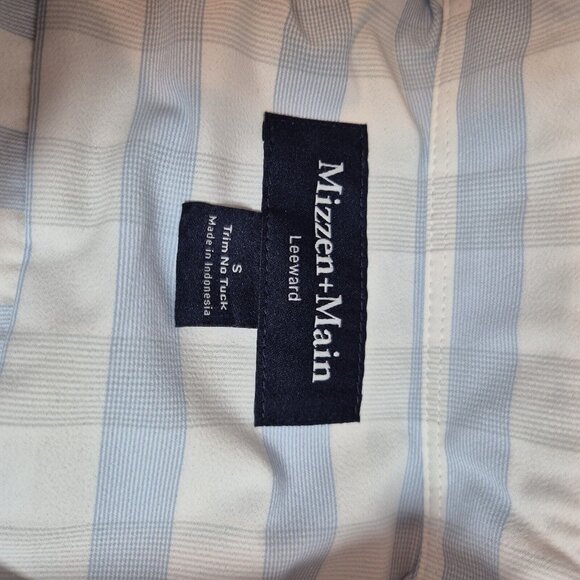 Mizzen+Main
Leeward
S
Trim No Tuck
Made in Indonesia